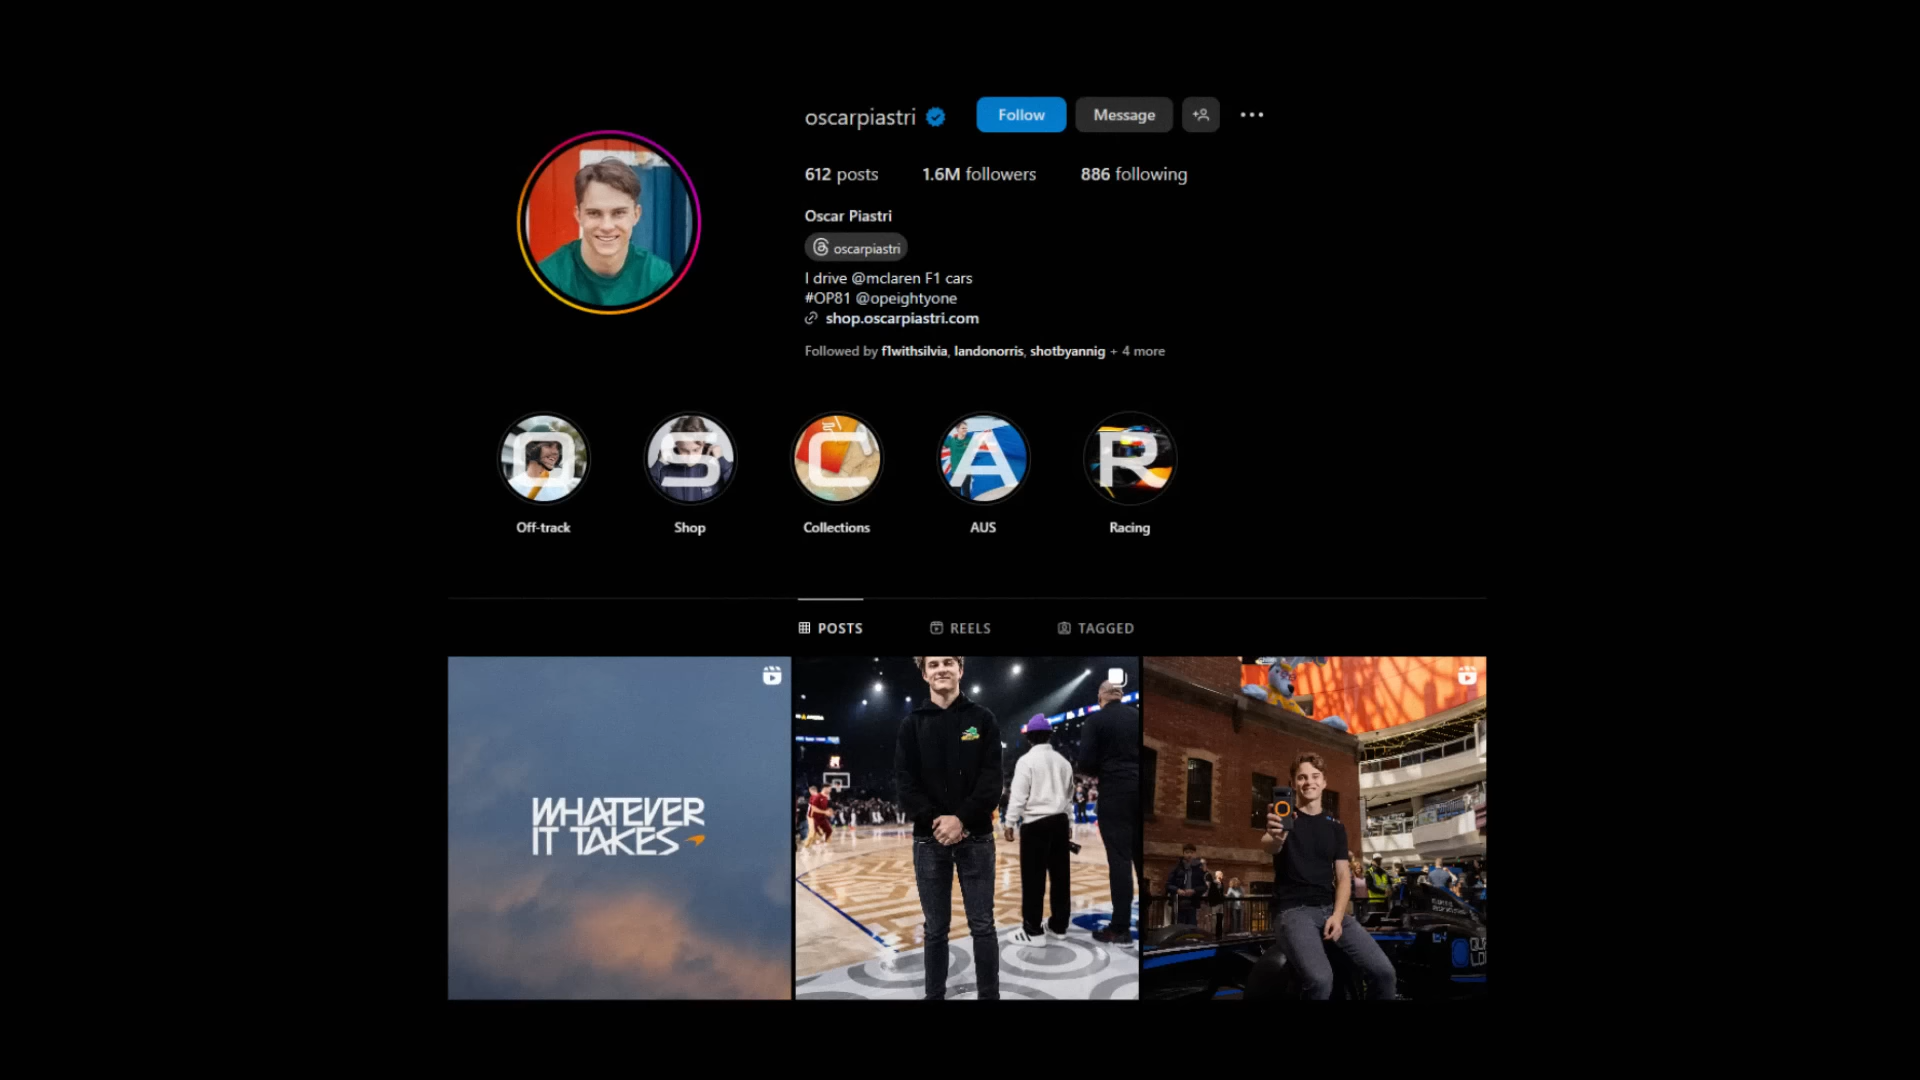 oscarpiastri
Follow
Message
612 posts
1.6M followers
886 following
Oscar Piastri
oscarpiastri
I drive @mclaren F1 cars
#OP81 @opeightyone
shop.oscarpiastri.com
Followed by f1withsilvia, landonorris, shotbyannig + 4 more
O
S
C
A
R
Off-track
Shop
Collections
AUS
Racing
POSTS
REELS
TAGGED
WHATEVER
IT TAKES